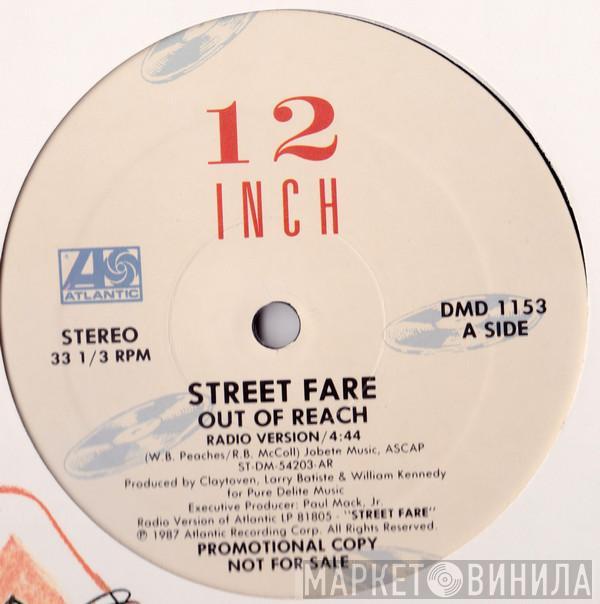 12
INCH
ATLANTIC
STEREO
33 1/3 RPM
DMD 1153
A SIDE
STREET FARE
OUT OF REACH
RADIO VERSION/4:44
(W.B. Peaches/R.B. McColl) Jobete Music, ASCAP
ST-DM-54203-AR
Produced by Claytoven, Larry Batiste & William Kennedy
for Pure Delite Music
Executive Producer: Paul Mack, Jr.
Radio Version of Atlantic LP 81805 - "STREET FARE"
℗ 1987 Atlantic Recording Corp. All Rights Reserved.
PROMOTIONAL COPY
NOT FOR SALE
МАРКЕТ ВИНИЛА